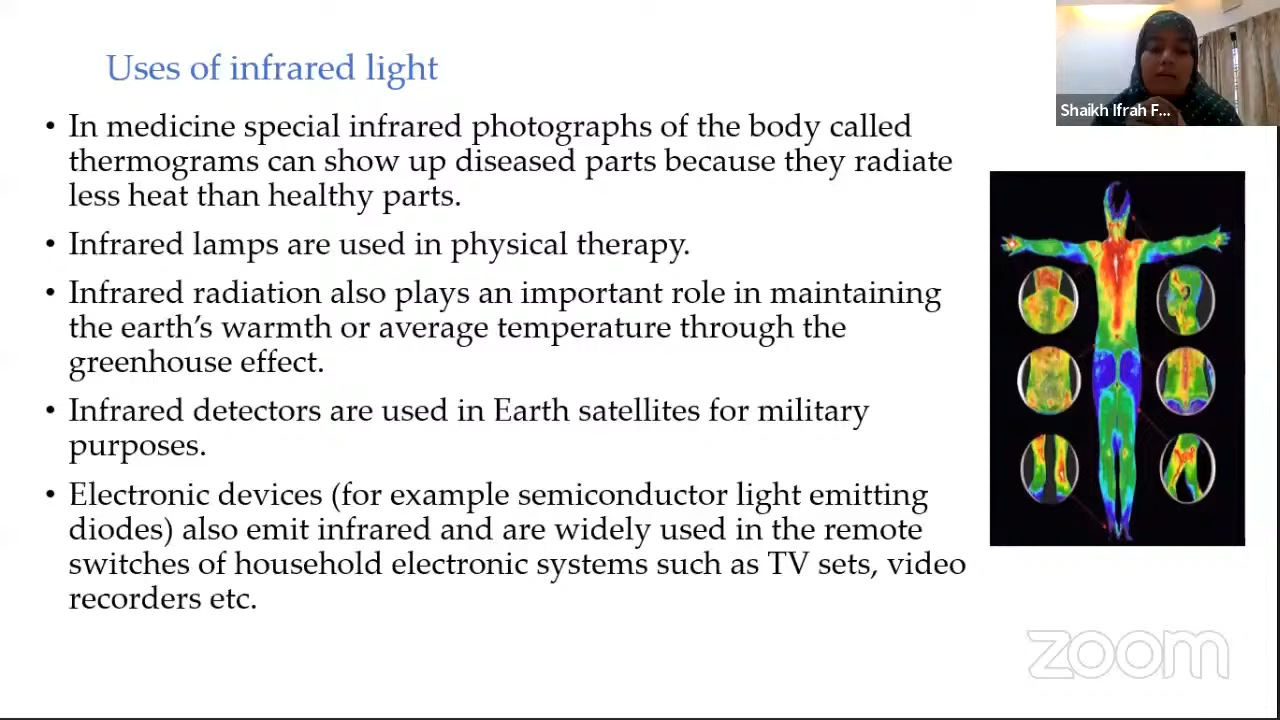 Uses of infrared light
• In medicine special infrared photographs of the body called
thermograms can show up diseased parts because they radiate
less heat than healthy parts.
• Infrared lamps are used in physical therapy.
• Infrared radiation also plays an important role in maintaining
the earth’s warmth or average temperature through the
greenhouse effect.
• Infrared detectors are used in Earth satellites for military
purposes.
• Electronic devices (for example semiconductor light emitting
diodes) also emit infrared and are widely used in the remote
switches of household electronic systems such as TV sets, video
recorders etc.
Shaikh Ifrah F...
zoom